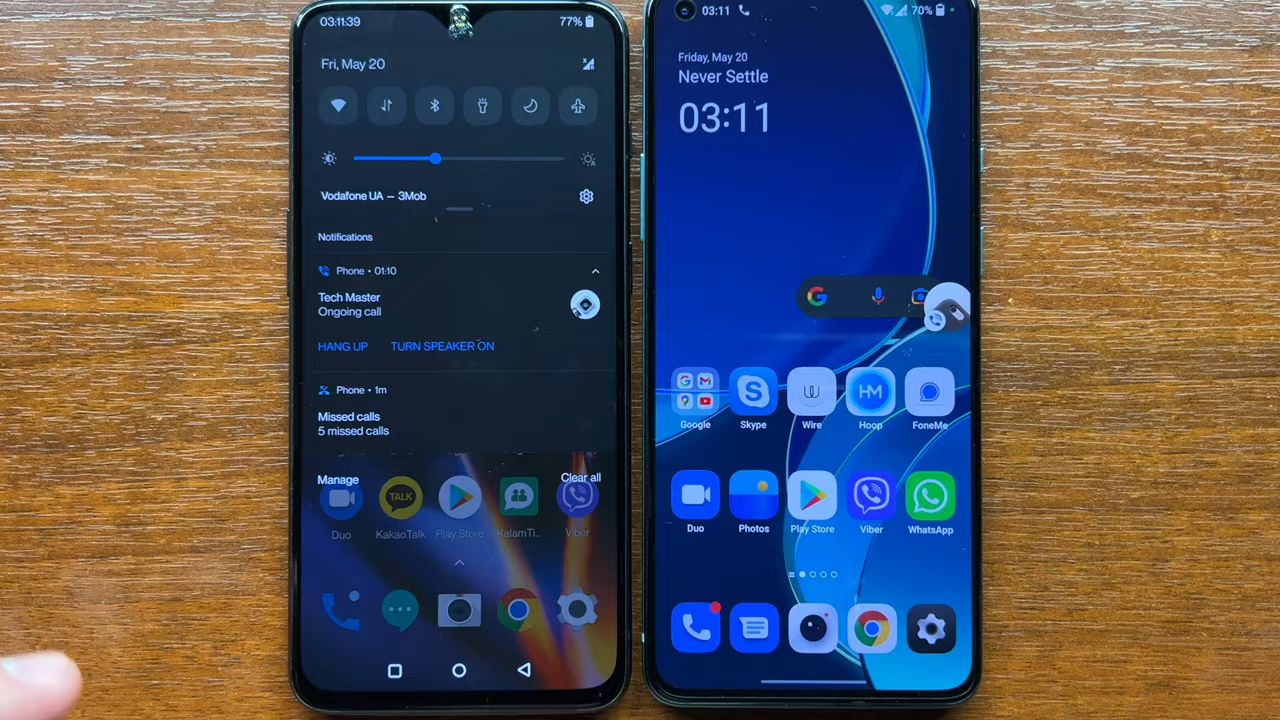 03:11:39
77%
Fri, May 20
Vodafone UA – 3Mob
Notifications
Phone • 01:10
Tech Master
Ongoing call
HANG UP TURN SPEAKER ON
Phone • 1m
Missed calls
5 missed calls
Manage
Clear all
TALK
Duo
KakaoTalk
Play Store
KalamTi..
Viber
03:11
70%
Friday, May 20
Never Settle
03:11
HM
Google
Skype
Wire
Hoop
FoneMe
Duo
Photos
Play Store
Viber
WhatsApp